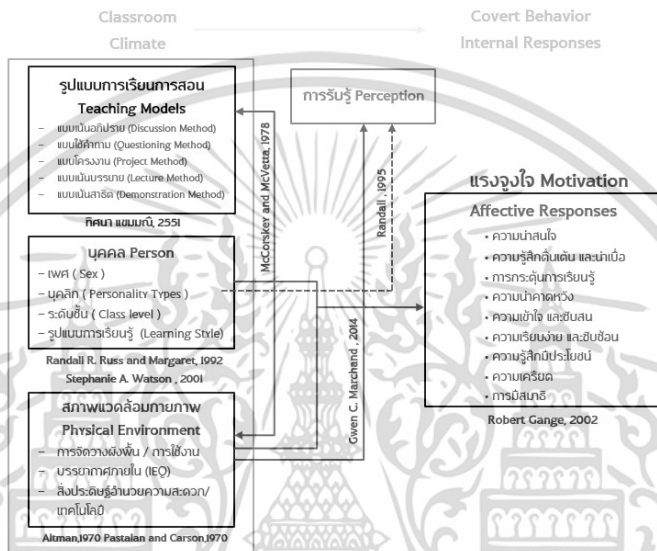 Classroom
Climate
Covert Behavior
Internal Responses
รูปแบบการเรียนการสอน
Teaching Models
– แบบเน้นอภิปราย (Discussion Method)
– แบบใช้คำถาม (Questioning Method)
– แบบโครงงาน (Project Method)
– แบบเน้นบรรยาย (Lecture Method)
– แบบเน้นสาธิต (Demonstration Method)
ทิศนา แขมมณี, 2551
บุคคล Person
– เพศ ( Sex )
– บุคลิก ( Personality Types )
– ระดับชั้น ( Class level )
– รูปแบบการเรียนรู้ (Learning Style)
Randall R. Russ and Margaret, 1992
Stephanie A. Watson , 2001
สภาพแวดล้อมกายภาพ
Physical Environment
– การจัดวางผังพื้น / การใช้งาน
– บรรยากาศภายใน (IEQ)
– สิ่งประดิษฐ์อำนวยความสะดวก/
เทคโนโลยี
Altman,1970 Pastalan and Carson,1970
McCorskey and McVetta, 1978
การรับรู้ Perception
Randall , 1995
Gwen C. Marchand , 2014
แรงจูงใจ Motivation
Affective Responses
• ความน่าสนใจ
• ความรู้สึกตื่นเต้น และน่าเบื่อ
• การกระตุ้นการเรียนรู้
• ความน่าคาดหวัง
• ความเข้าใจ และสับสน
• ความเรียบง่าย และซับซ้อน
• ความรู้สึกมีประโยชน์
• ความเครียด
• การมีสมาธิ
Robert Gange, 2002